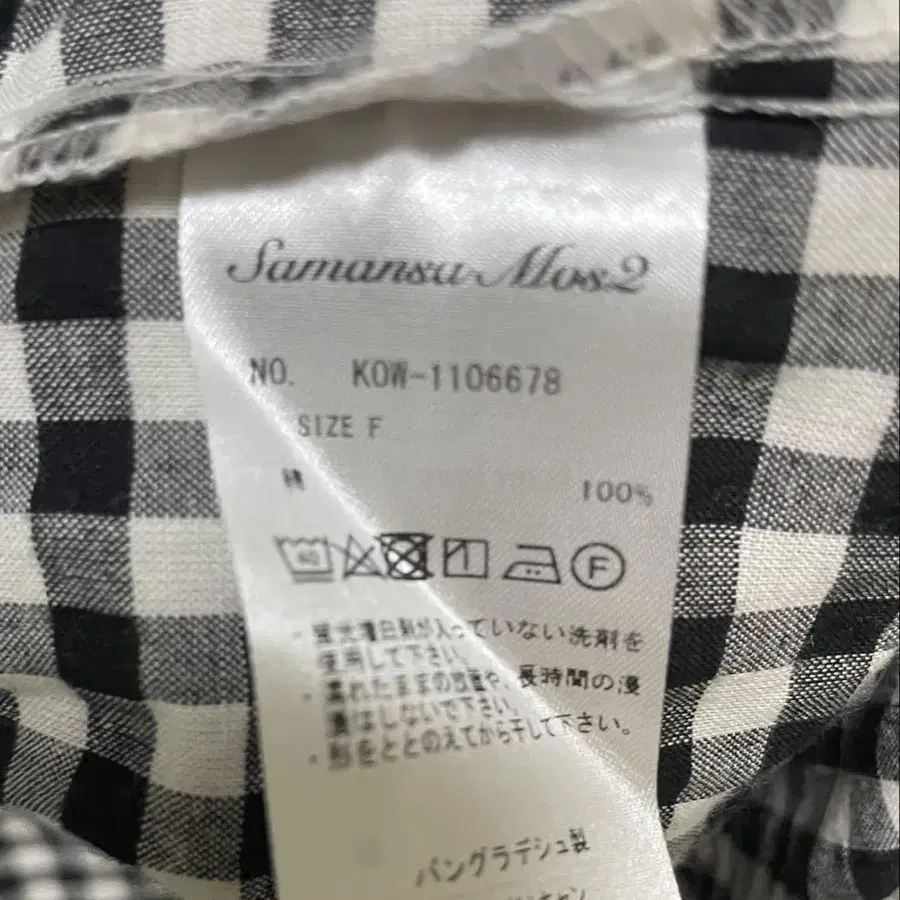 Samansa Mos2
NO. KOW-1106678
SIZE F
綿 100%
40 F
・蛍光増白剤が入っていない洗剤を
使用して下さい。
・濡れたままの放置や、長時間の浸
漬はしないで下さい。
・形をととのえてから干して下さい。
バングラデシュ製